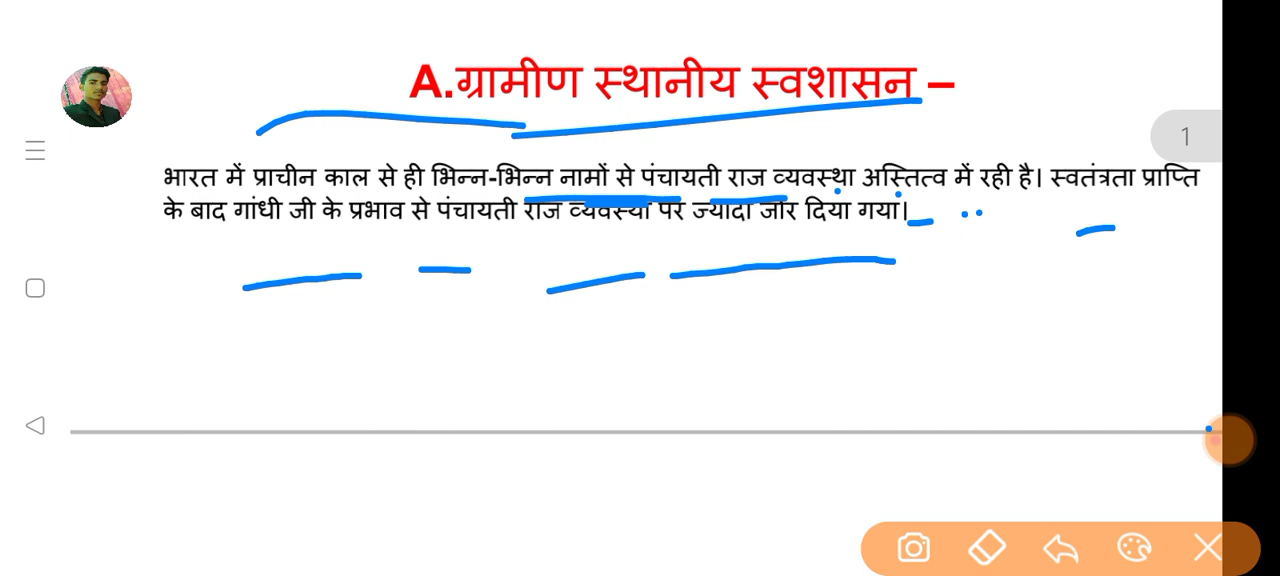 A.ग्रामीण स्थानीय स्वशासन –
1
भारत में प्राचीन काल से ही भिन्न-भिन्न नामों से पंचायती राज व्यवस्था अस्तित्व में रही है। स्वतंत्रता प्राप्ति
के बाद गांधी जी के प्रभाव से पंचायती राज व्यवस्था पर ज्यादा जोर दिया गया।